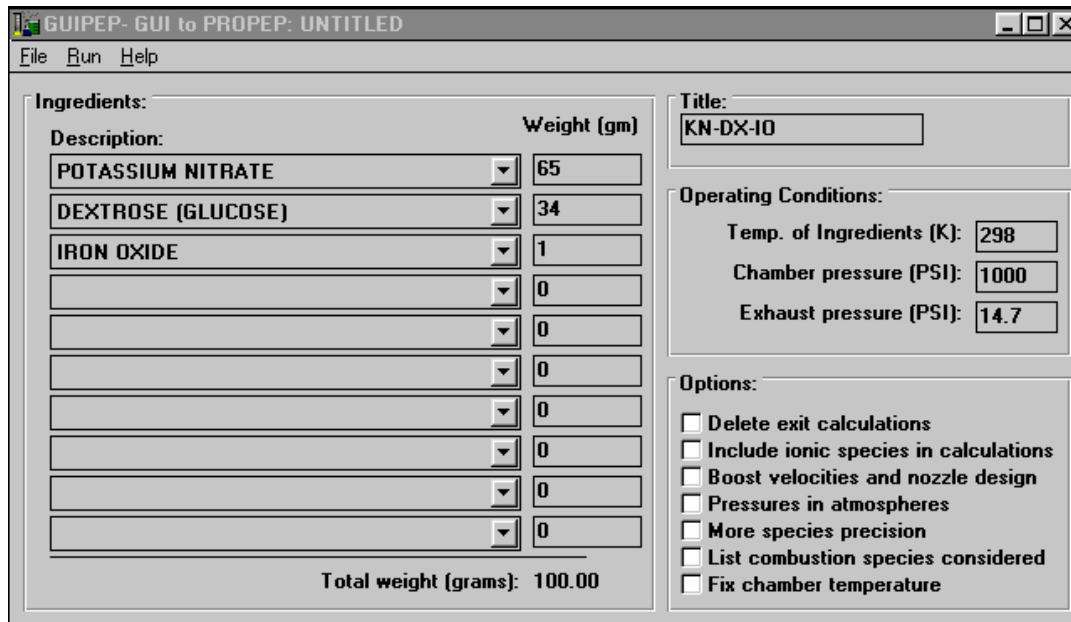 GUIPEP- GUI to PROPEP: UNTITLED
File Run Help
Ingredients:
Description: Weight (gm)
POTASSIUM NITRATE 65
DEXTROSE (GLUCOSE) 34
IRON OXIDE 1
0
0
0
0
0
0
0
Total weight (grams): 100.00
Title:
KN-DX-IO
Operating Conditions:
Temp. of Ingredients (K): 298
Chamber pressure (PSI): 1000
Exhaust pressure (PSI): 14.7
Options:
Delete exit calculations
Include ionic species in calculations
Boost velocities and nozzle design
Pressures in atmospheres
More species precision
List combustion species considered
Fix chamber temperature